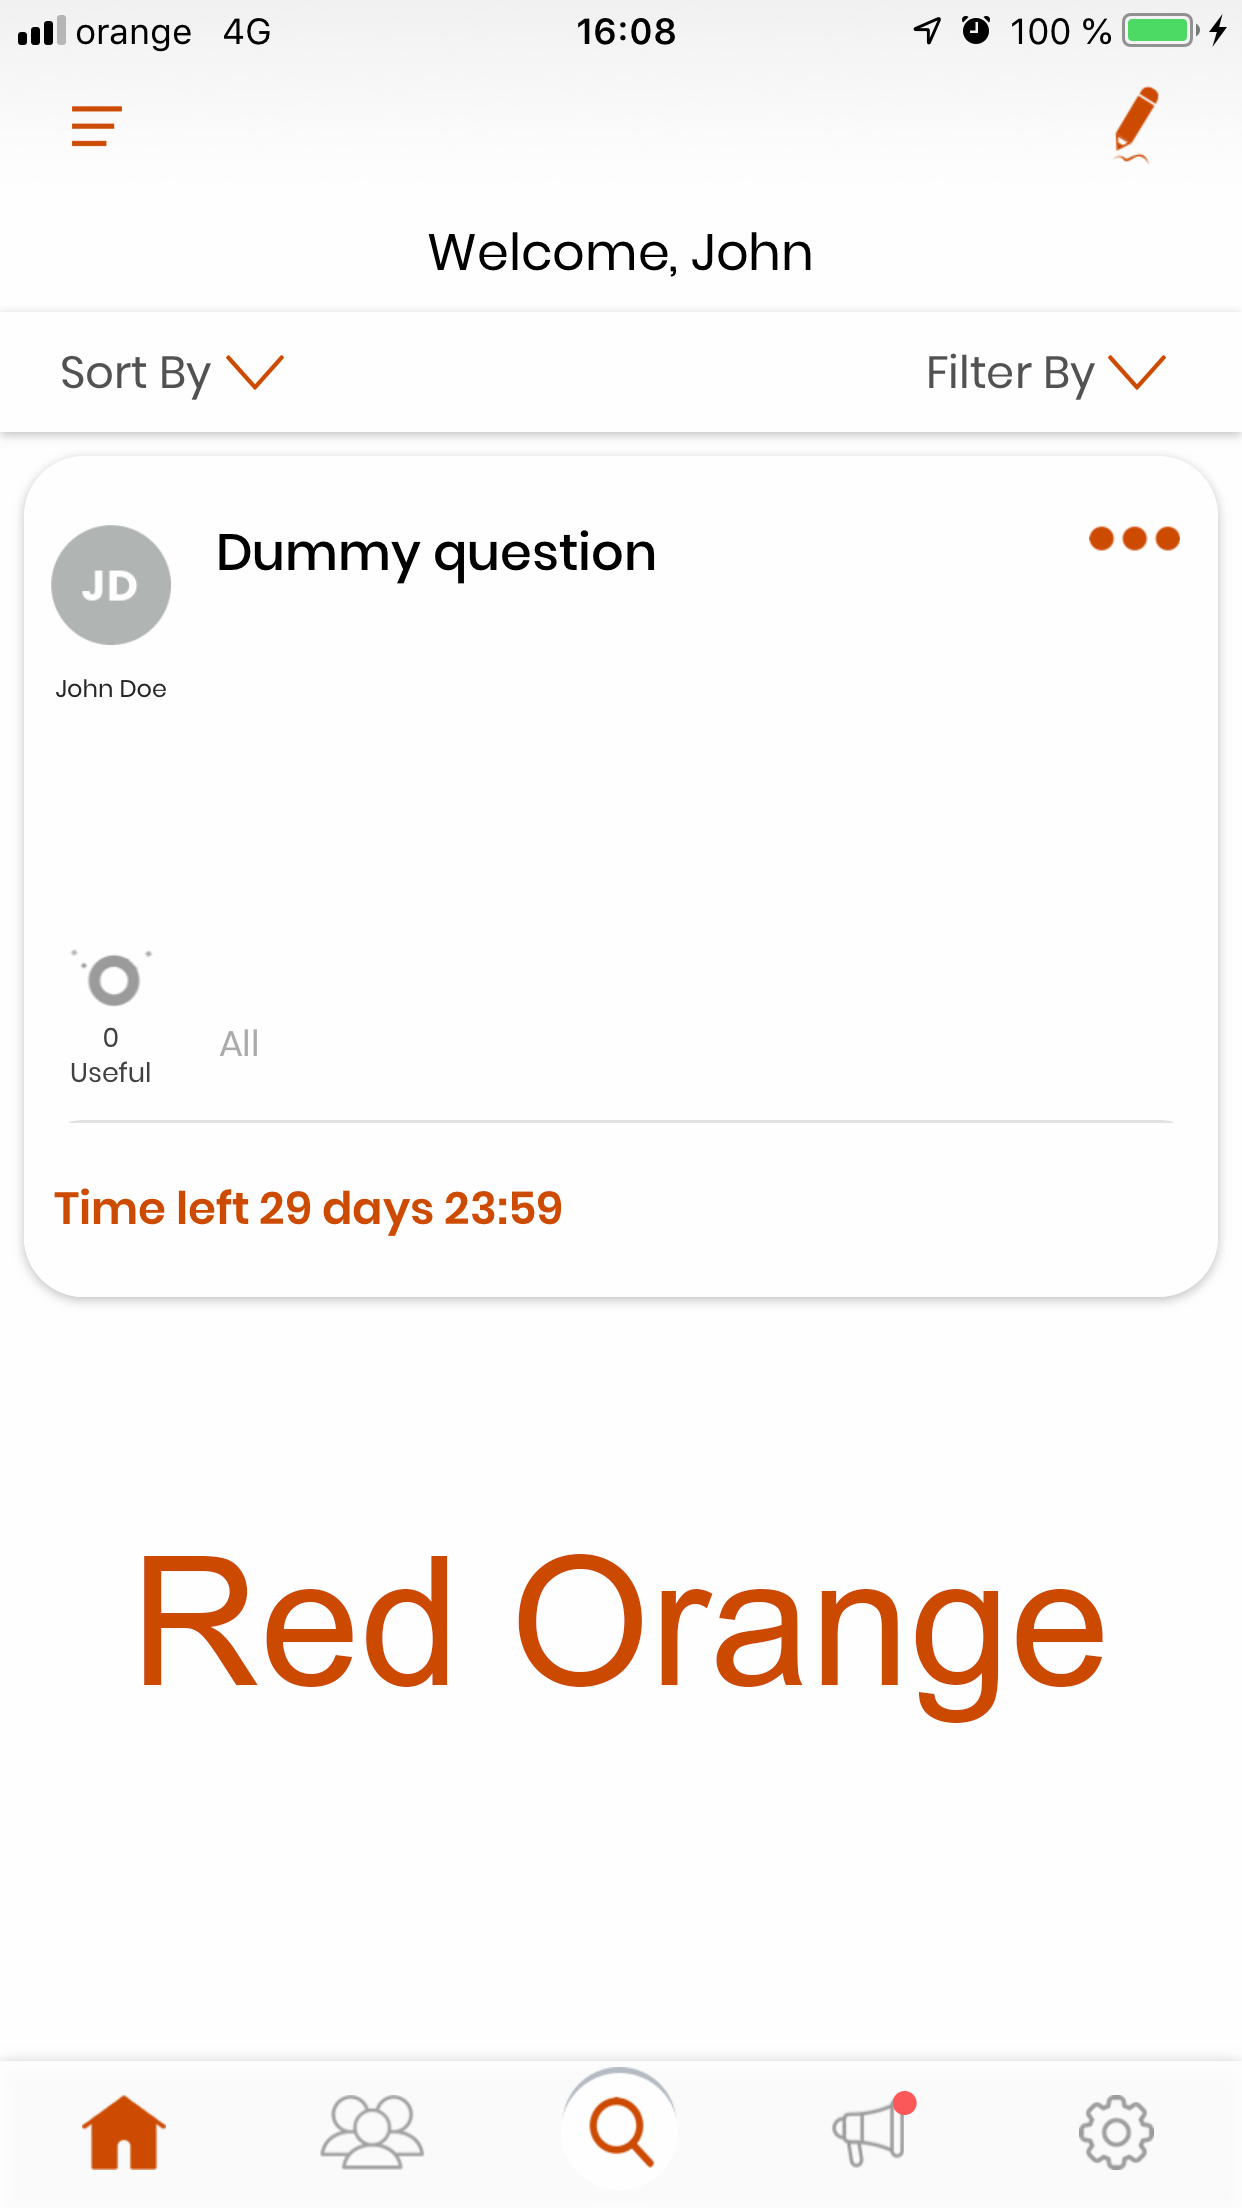 orange 4G 16:08 100 %
Welcome, John
Sort By Filter By
Dummy question
JD
John Doe
0
Useful
All
Time left 29 days 23:59
Red Orange